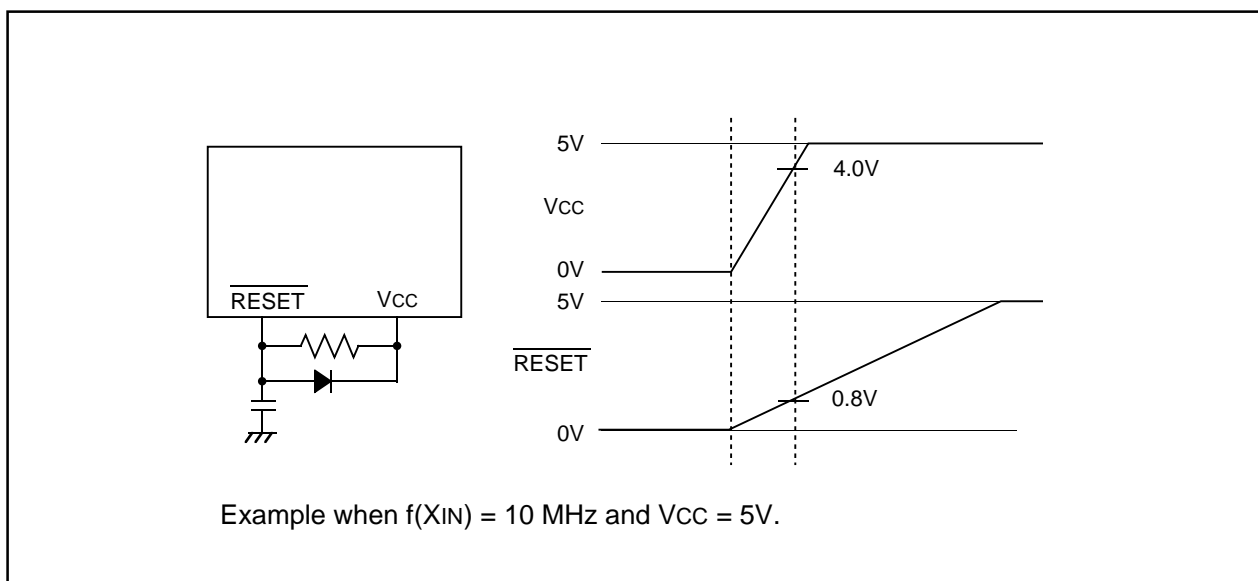 RESET
VCC
5V
4.0V
VCC
0V
5V
RESET
0.8V
0V
Example when f(XIN) = 10 MHz and VCC = 5V.